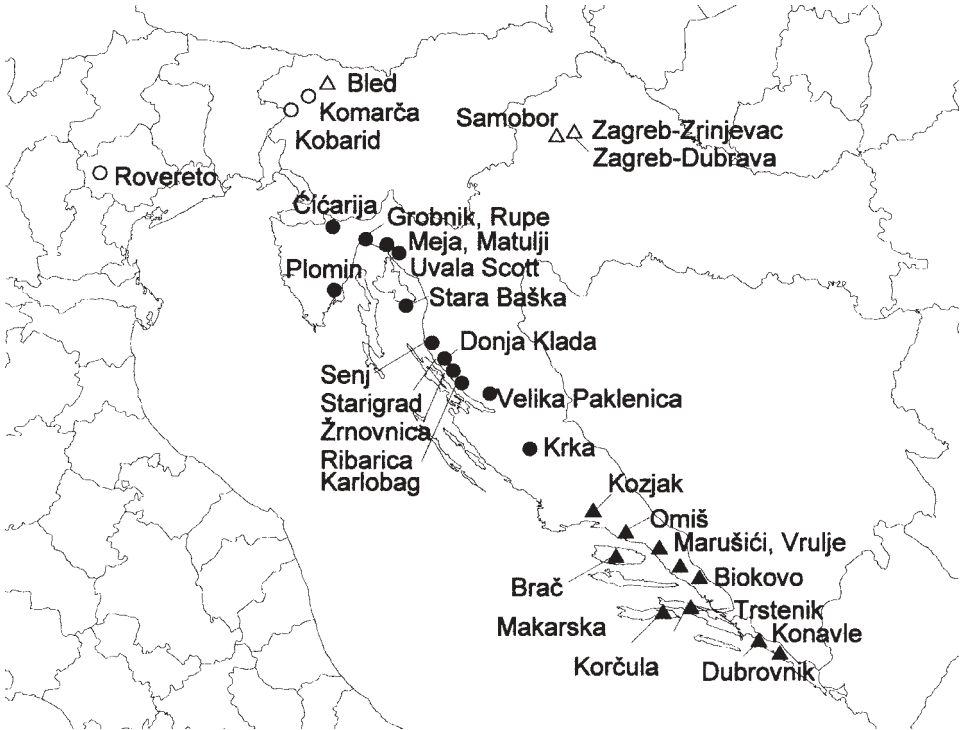 Bled
Komarča
Kobarid
Samobor
Zagreb-Zrinjevac
Zagreb-Dubrava
Rovereto
Ćićarija
Grobnik, Rupe
Meja, Matulji
Uvala Scott
Plomin
Stara Baška
Donja Klada
Senj
Starigrad
Velika Paklenica
Žrnovnica
Ribarica
Karlobag
Krka
Kozjak
Omiš
Marušići, Vrulje
Biokovo
Brač
Trstenik
Makarska
Konavle
Korčula
Dubrovnik